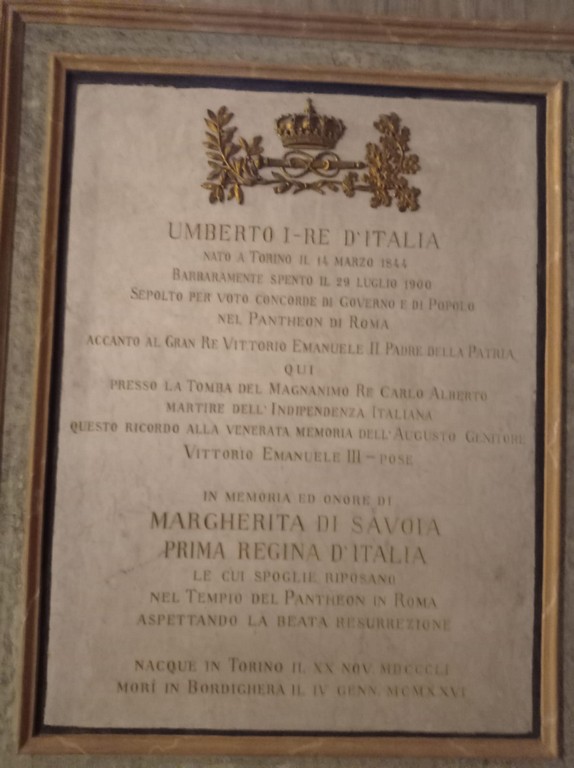 UMBERTO I-RE D'ITALIA
NATO A TORINO IL 14 MARZO 1844
BARBARAMENTE SPENTO IL 29 LUGLIO 1900
SEPOLTO PER VOTO CONCORDE DI GOVERNO E DI POPOLO
NEL PANTHEON DI ROMA
ACCANTO AL GRAN RE VITTORIO EMANUELE II PADRE DELLA PATRIA
QUI
PRESSO LA TOMBA DEL MAGNANIMO RE CARLO ALBERTO
MARTIRE DELL'INDIPENDENZA ITALIANA
QUESTO RICORDO ALLA VENERATA MEMORIA DELL'AUGUSTO GENITORE
VITTORIO EMANUELE III - POSE
IN MEMORIA ED ONORE DI
MARGHERITA DI SAVOIA
PRIMA REGINA D'ITALIA
LE CUI SPOGLIE RIPOSANO
NEL TEMPIO DEL PANTHEON IN ROMA
ASPETTANDO LA BEATA RESURREZIONE
NACQUE IN TORINO IL XX NOV MDCCCLI
MORÍ IN BORDIGHERA IL IV GENN. MCMXXVI